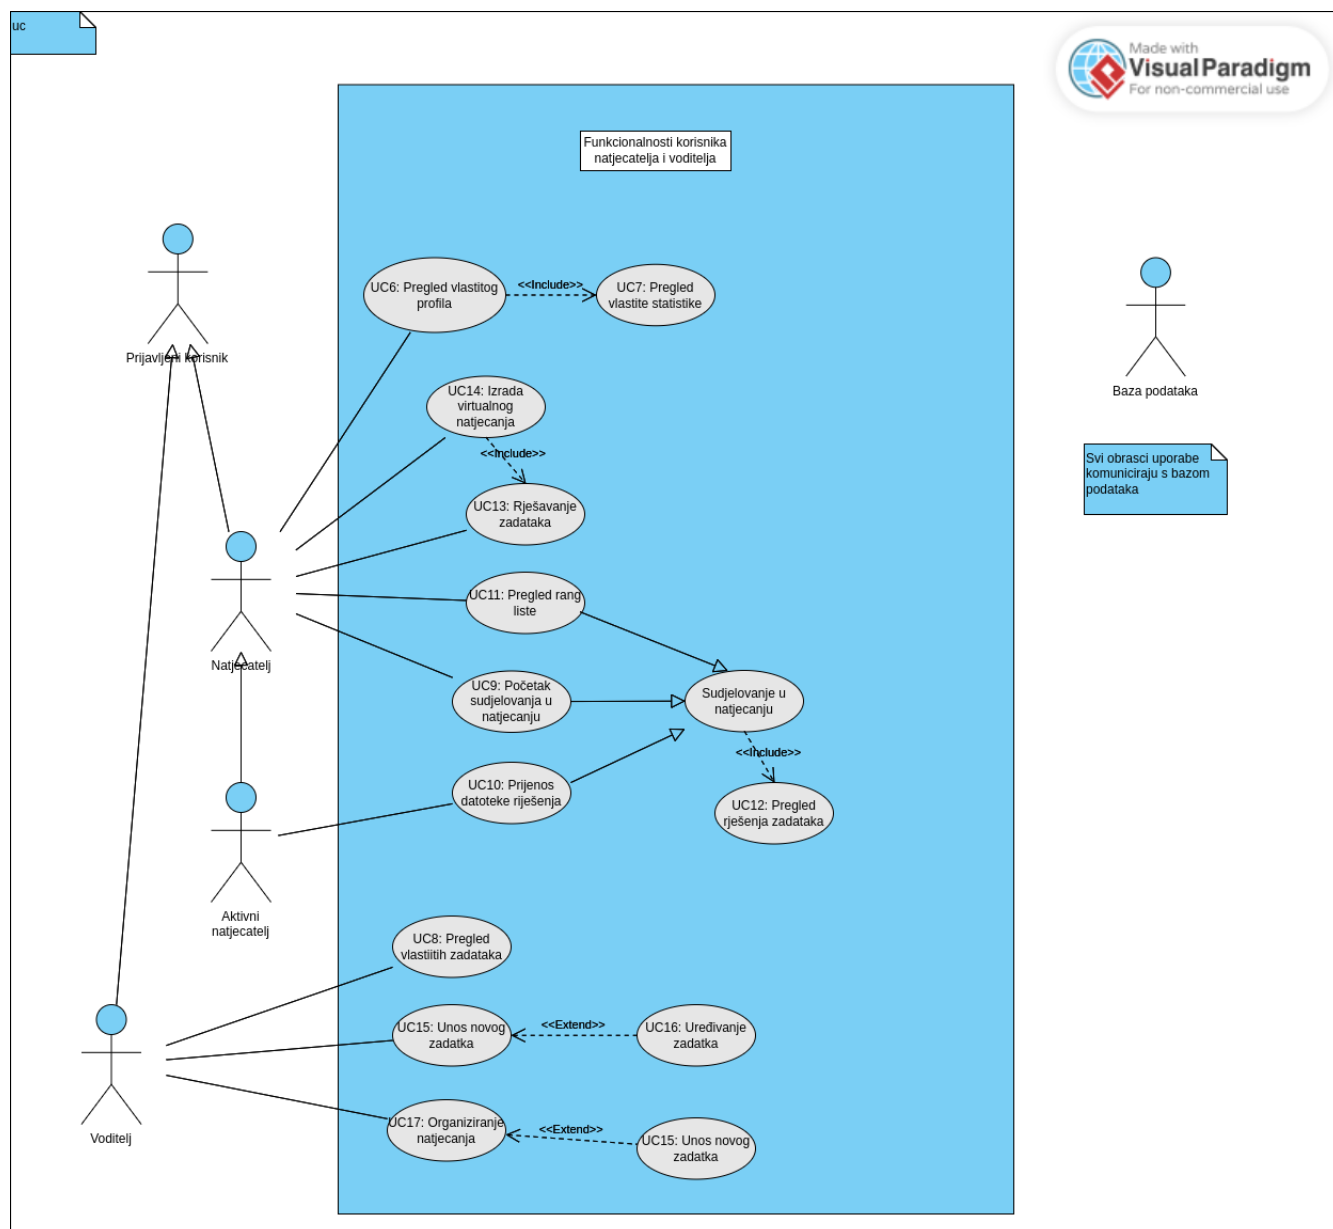 uc
Made with
Visual Paradigm
For non-commercial use
Funkcionalnosti korisnika
natjecatelja i voditelja
Prijavljeni korisnik
UC6: Pregled vlastitog
profila
<<Include>>
UC7: Pregled
vlastite statistike
Baza podataka
UC14: Izrada
virtualnog
natjecanja
<<Include>>
Svi obrasci uporabe
komuniciraju s bazom
podataka
UC13: Rješavanje
zadataka
UC11: Pregled rang
liste
Natjecatelj
UC9: Početak
sudjelovanja u
natjecanju
Sudjelovanje u
natjecanju
<<Include>>
UC10: Prijenos
datoteke riješenja
UC12: Pregled
rješenja zadataka
Aktivni
natjecatelj
UC8: Pregled
vlastiitih zadataka
UC15: Unos novog
zadatka
<<Extend>>
UC16: Uređivanje
zadatka
Voditelj
UC17: Organiziranje
natjecanja
<<Extend>>
UC15: Unos novog
zadatka